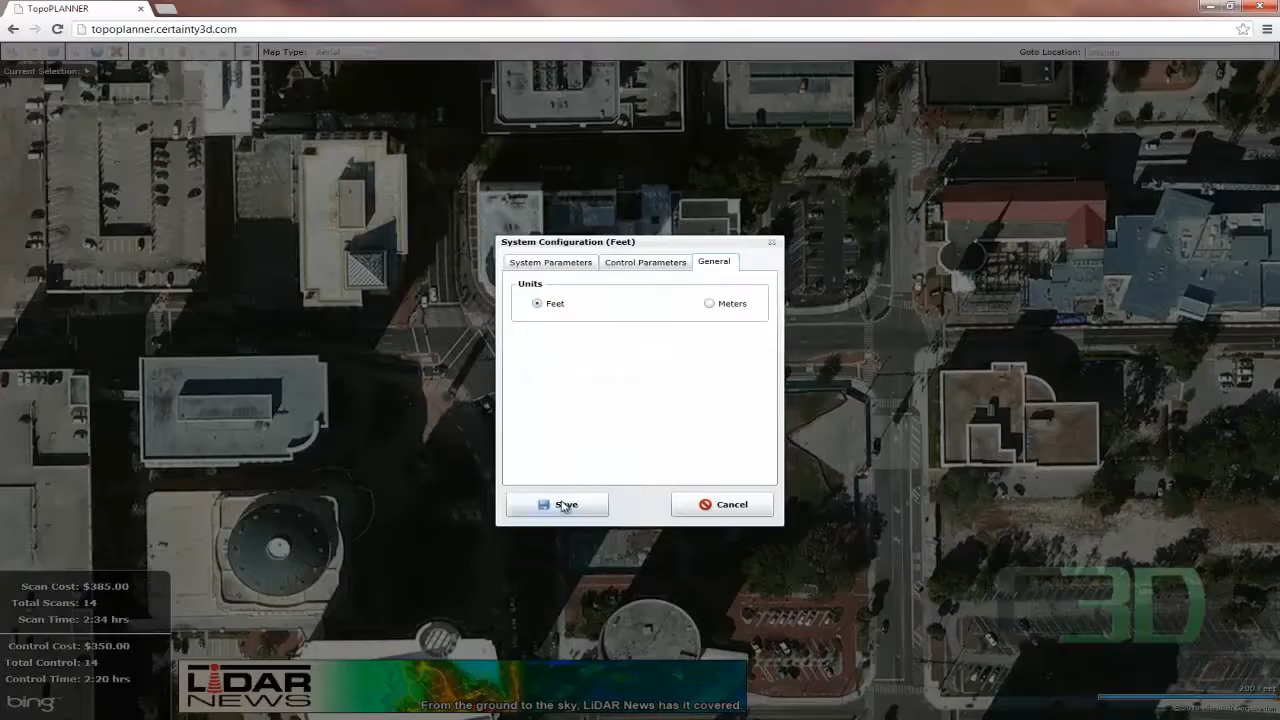 TopoPLANNER
topoplanner.certainty3d.com
Map Type: Aerial
Goto Location: orlando
Current Selection:
System Configuration (Feet)
System Parameters
Control Parameters
General
Units
Feet
Meters
Save
Cancel
Scan Cost: $385.00
Total Scans: 14
Scan Time: 2:34 hrs
Control Cost: $350.00
Total Control: 14
Control Time: 2:20 hrs
bing
LiDAR
NEWS
From the ground to the sky, LiDAR News has it covered.
3D
200 Feet